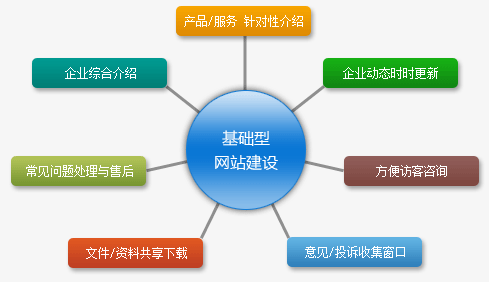 产品/服务 针对性介绍
企业综合介绍
企业动态时时更新
基础型
网站建设
常见问题处理与售后
方便访客咨询
文件/资料共享下载
意见/投诉收集窗口